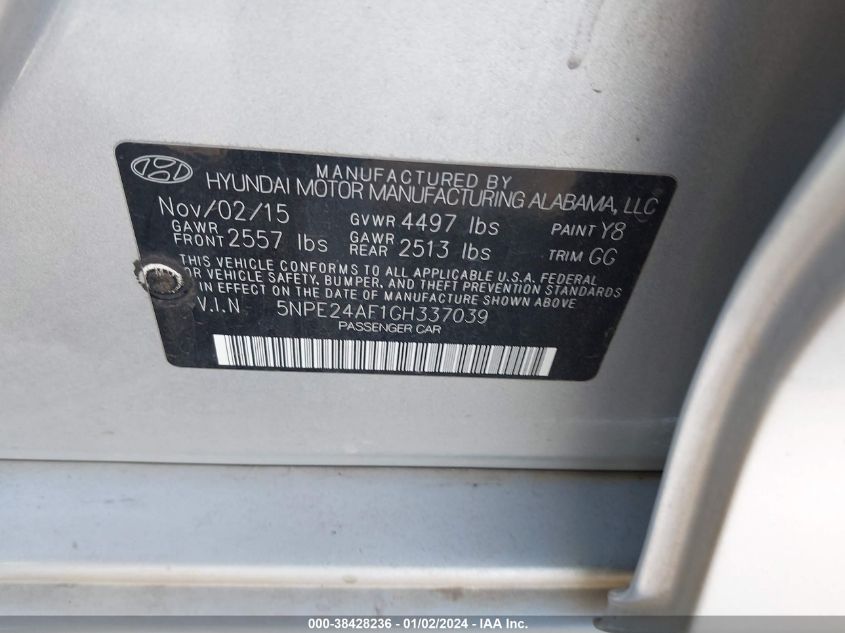 MANUFACTURED BY
HYUNDAI MOTOR MANUFACTURING ALABAMA, LLC
Nov/02/15 GVWR 4497 lbs PAINT Y8
GAWR FRONT 2557 lbs GAWR REAR 2513 lbs TRIM GG
THIS VEHICLE CONFORMS TO ALL APPLICABLE U.S.A. FEDERAL
OR VEHICLE SAFETY, BUMPER, AND THEFT PREVENTION STANDARDS
IN EFFECT ON THE DATE OF MANUFACTURE SHOWN ABOVE
V.I.N 5NPE24AF1GH337039
PASSENGER CAR
000-38428236 - 01/02/2024 - IAA Inc.